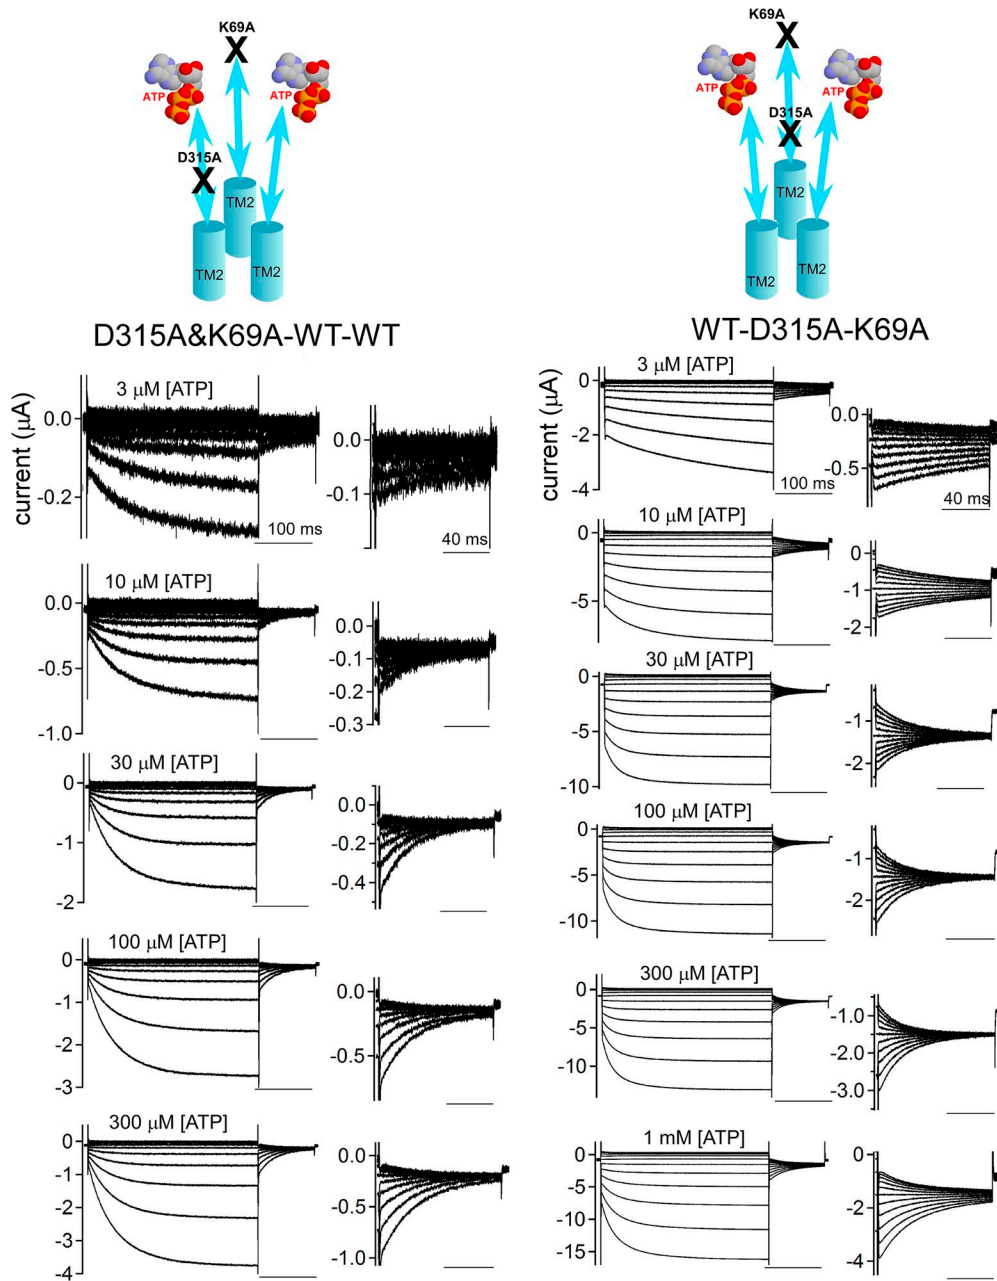 K69A
ATP
ATP
D315A
TM2
TM2
TM2
D315A&K69A-WT-WT
current (μA)
3 μM [ATP]
0.0
-0.2
100 ms
0.0
-0.1
40 ms
10 μM [ATP]
0.0
-0.5
-1.0
0.0
-0.1
-0.2
-0.3
30 μM [ATP]
0
-1
-2
0.0
-0.2
-0.4
100 μM [ATP]
0
-1
-2
-3
0.0
-0.5
300 μM [ATP]
0
-1
-2
-3
-4
0.0
-0.5
-1.0
K69A
ATP
ATP
D315A
TM2
TM2
TM2
WT-D315A-K69A
current (μA)
3 μM [ATP]
0
-2
-4
100 ms
0.0
-0.5
40 ms
10 μM [ATP]
0
-5
0
-1
-2
30 μM [ATP]
0
-5
-10
-1
-2
100 μM [ATP]
0
-5
-10
-1
-2
300 μM [ATP]
0
-5
-10
-1.0
-2.0
-3.0
1 mM [ATP]
0
-5
-10
-15
0
-2
-4